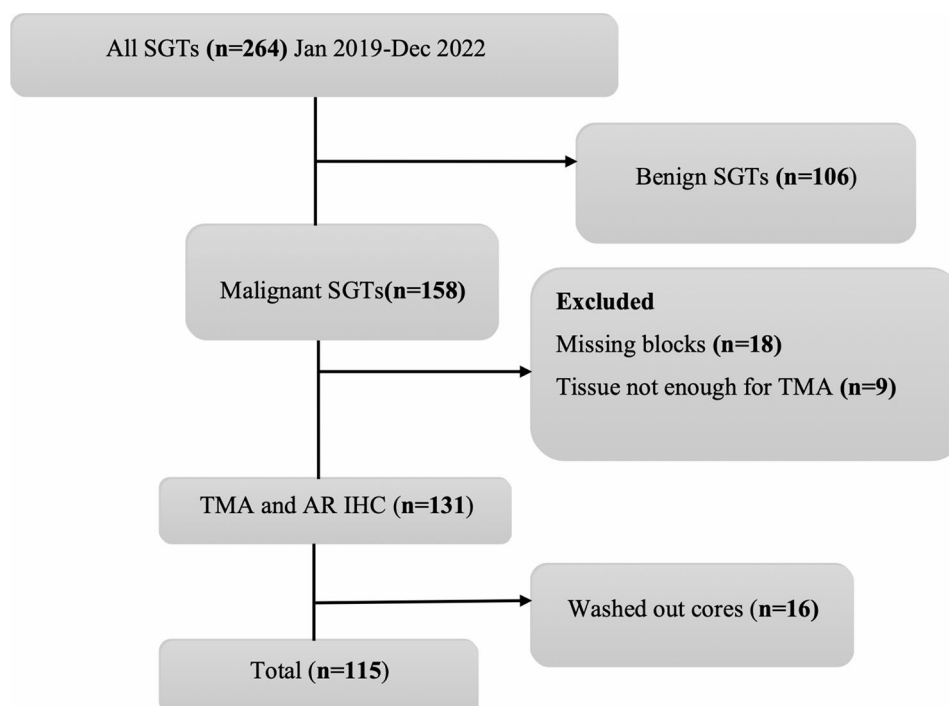 All SGTs (n=264) Jan 2019-Dec 2022
Benign SGTs (n=106)
Malignant SGTs(n=158)
Excluded
Missing blocks (n=18)
Tissue not enough for TMA (n=9)
TMA and AR IHC (n=131)
Washed out cores (n=16)
Total (n=115)